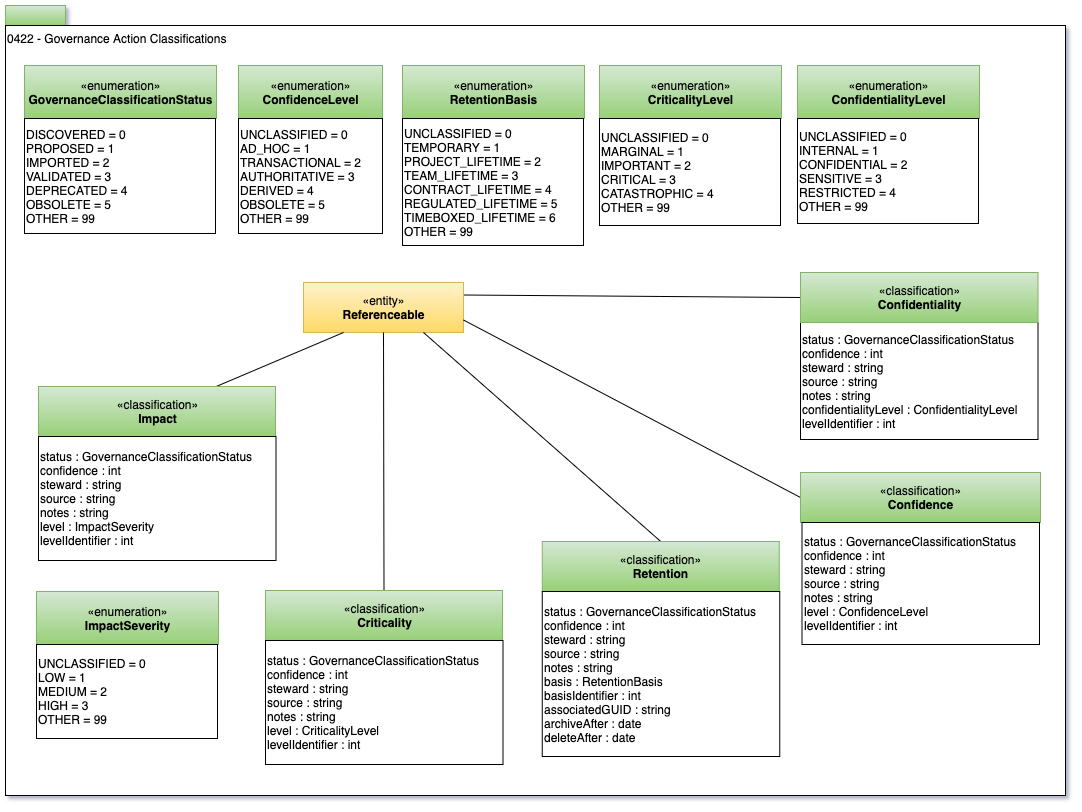 0422 - Governance Action Classifications
«enumeration»
GovernanceClassificationStatus
DISCOVERED = 0
PROPOSED = 1
IMPORTED = 2
VALIDATED = 3
DEPRECATED = 4
OBSOLETE = 5
OTHER = 99
«enumeration»
ConfidenceLevel
UNCLASSIFIED = 0
AD_HOC = 1
TRANSACTIONAL = 2
AUTHORITATIVE = 3
DERIVED = 4
OBSOLETE = 5
OTHER = 99
«enumeration»
RetentionBasis
UNCLASSIFIED = 0
TEMPORARY = 1
PROJECT_LIFETIME = 2
TEAM_LIFETIME = 3
CONTRACT_LIFETIME = 4
REGULATED_LIFETIME = 5
TIMEBOXED_LIFETIME = 6
OTHER = 99
«enumeration»
CriticalityLevel
UNCLASSIFIED = 0
MARGINAL = 1
IMPORTANT = 2
CRITICAL = 3
CATASTROPHIC = 4
OTHER = 99
«enumeration»
ConfidentialityLevel
UNCLASSIFIED = 0
INTERNAL = 1
CONFIDENTIAL = 2
SENSITIVE = 3
RESTRICTED = 4
OTHER = 99
«entity»
Referenceable
«classification»
Confidentiality
status : GovernanceClassificationStatus
confidence : int
steward : string
source : string
notes : string
confidentialityLevel : ConfidentialityLevel
levelIdentifier : int
«classification»
Impact
status : GovernanceClassificationStatus
confidence : int
steward : string
source : string
notes : string
level : ImpactSeverity
levelIdentifier : int
«classification»
Confidence
status : GovernanceClassificationStatus
confidence : int
steward : string
source : string
notes : string
level : ConfidenceLevel
levelIdentifier : int
«classification»
Retention
status : GovernanceClassificationStatus
confidence : int
steward : string
source : string
notes : string
basis : RetentionBasis
basisIdentifier : int
associatedGUID : string
archiveAfter : date
deleteAfter : date
«enumeration»
ImpactSeverity
UNCLASSIFIED = 0
LOW = 1
MEDIUM = 2
HIGH = 3
OTHER = 99
«classification»
Criticality
status : GovernanceClassificationStatus
confidence : int
steward : string
source : string
notes : string
level : CriticalityLevel
levelIdentifier : int